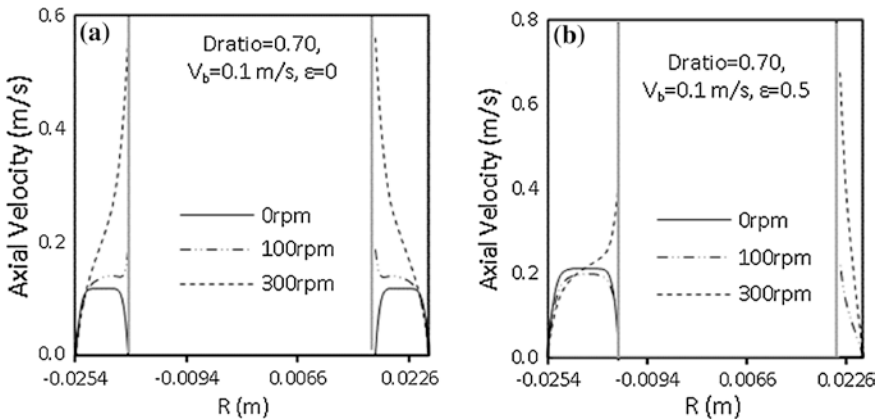 (a)
Dratio=0.70,
V_b=0.1 m/s, ε=0
Axial Velocity (m/s)
0.6
0.4
0.2
0.0
0rpm
100rpm
300rpm
-0.0254
-0.0094
0.0066
0.0226
R (m)
(b)
Dratio=0.70,
V_b=0.1 m/s, ε=0.5
Axial Velocity (m/s)
0.8
0.6
0.4
0.2
0.0
0rpm
100rpm
300rpm
-0.0254
-0.0094
0.0066
0.0226
R (m)